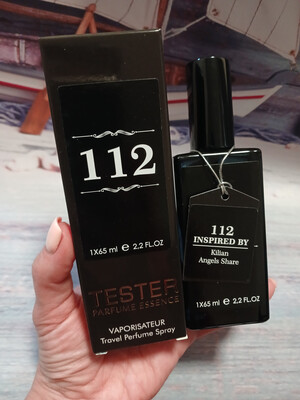 112
1X65 ml e 2.2 FL.OZ
TESTER
PARFUME ESSENCE
VAPORISATEUR
Travel Perfume Spray
112
INSPIRED BY
Kilian
Angels Share
1X65 ml e 2.2 FL.OZ